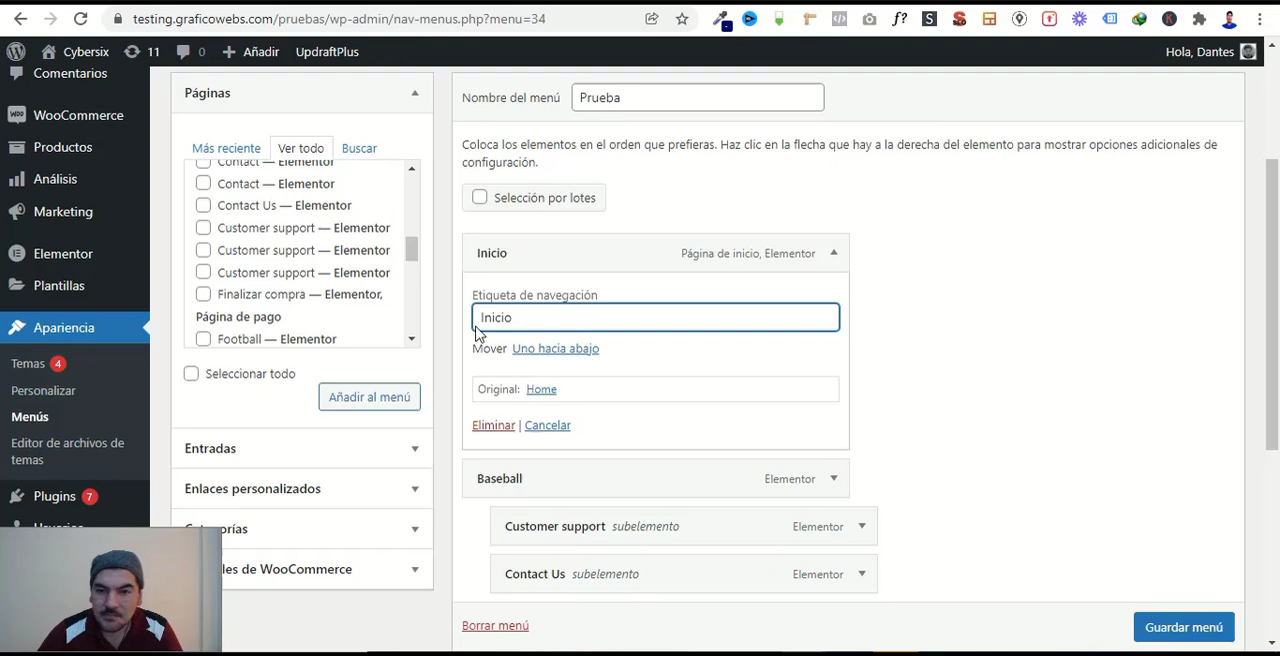 testing.graficowebs.com/pruebas/wp-admin/nav-menus.php?menu=34
Cybersix 11 0 Añadir UpdraftPlus Hola, Dantes
Comentarios
WooCommerce
Productos
Análisis
Marketing
Elementor
Plantillas
Apariencia
Temas 4
Personalizar
Menús
Editor de archivos de
temas
Plugins 7
Páginas
Más reciente Ver todo Buscar
Contact — Elementor
Contact — Elementor
Contact Us — Elementor
Customer support — Elementor
Customer support — Elementor
Customer support — Elementor
Finalizar compra — Elementor,
Página de pago
Football — Elementor
Seleccionar todo
Añadir al menú
Entradas
Enlaces personalizados
les de WooCommerce
Nombre del menú Prueba
Coloca los elementos en el orden que prefieras. Haz clic en la flecha que hay a la derecha del elemento para mostrar opciones adicionales de
configuración.
Selección por lotes
Inicio Página de inicio, Elementor
Etiqueta de navegación
Inicio
Mover Uno hacia abajo
Original: Home
Eliminar | Cancelar
Baseball Elementor
Customer support subelemento Elementor
Contact Us subelemento Elementor
Borrar menú
Guardar menú